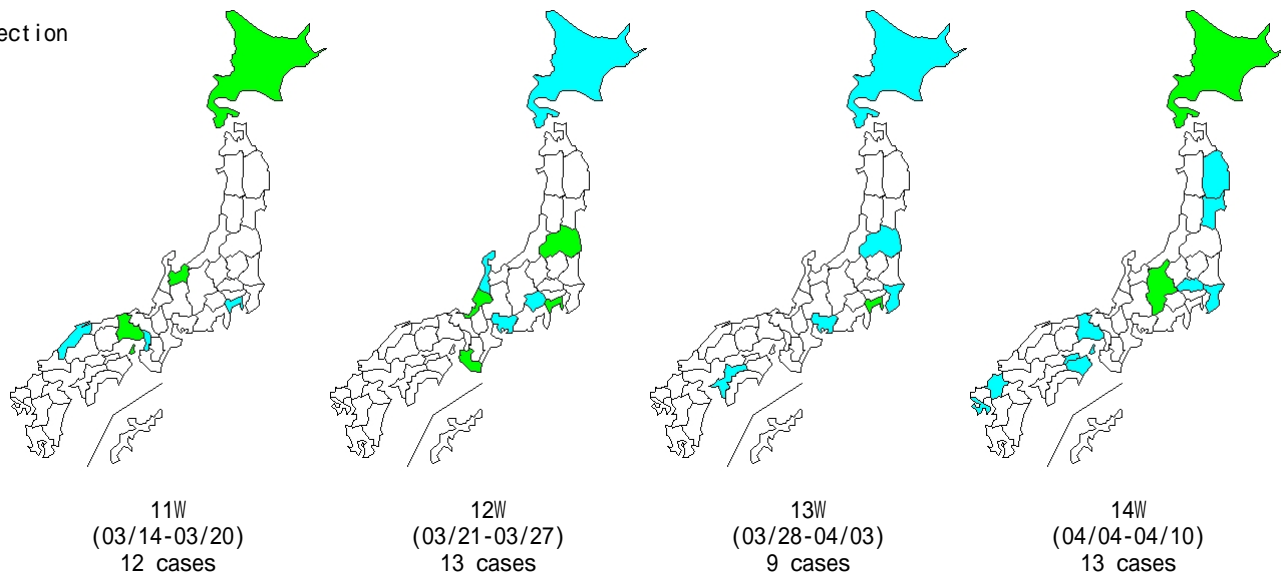 ection
11W
(03/14-03/20)
12 cases
12W
(03/21-03/27)
13 cases
13W
(03/28-04/03)
9 cases
14W
(04/04-04/10)
13 cases